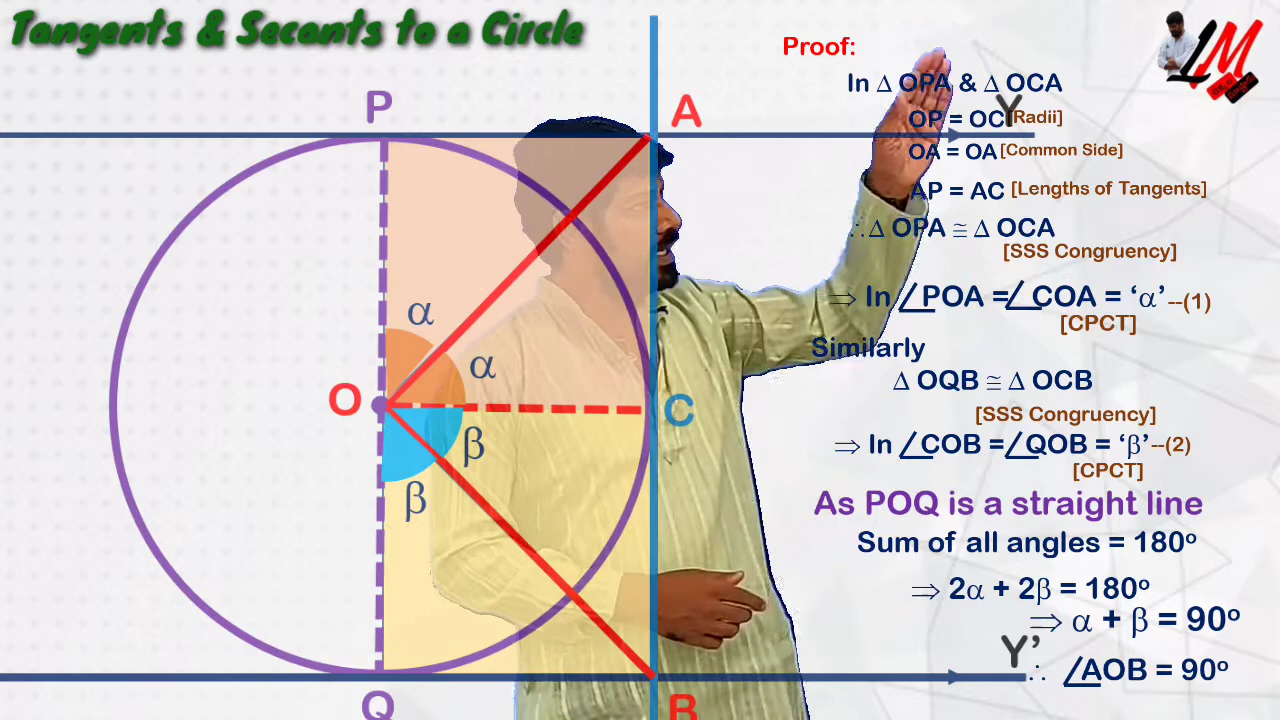 Tangents & Secants to a Circle
LM
Proof:
In Δ OPA & Δ OCA
OP = OC [Radii]
OA = OA [Common Side]
AP = AC [Lengths of Tangents]
∴ Δ OPA ≅ Δ OCA
[SSS Congruency]
⇒ In ∠POA = ∠COA = ‘α’--(1)
[CPCT]
Similarly
Δ OQB ≅ Δ OCB
[SSS Congruency]
⇒ In ∠COB = ∠QOB = ‘β’--(2)
[CPCT]
As POQ is a straight line
Sum of all angles = 180°
⇒ 2α + 2β = 180°
⇒ α + β = 90°
∴ ∠AOB = 90°
P
A
Y
α
α
O
C
β
β
Y’
Q
B